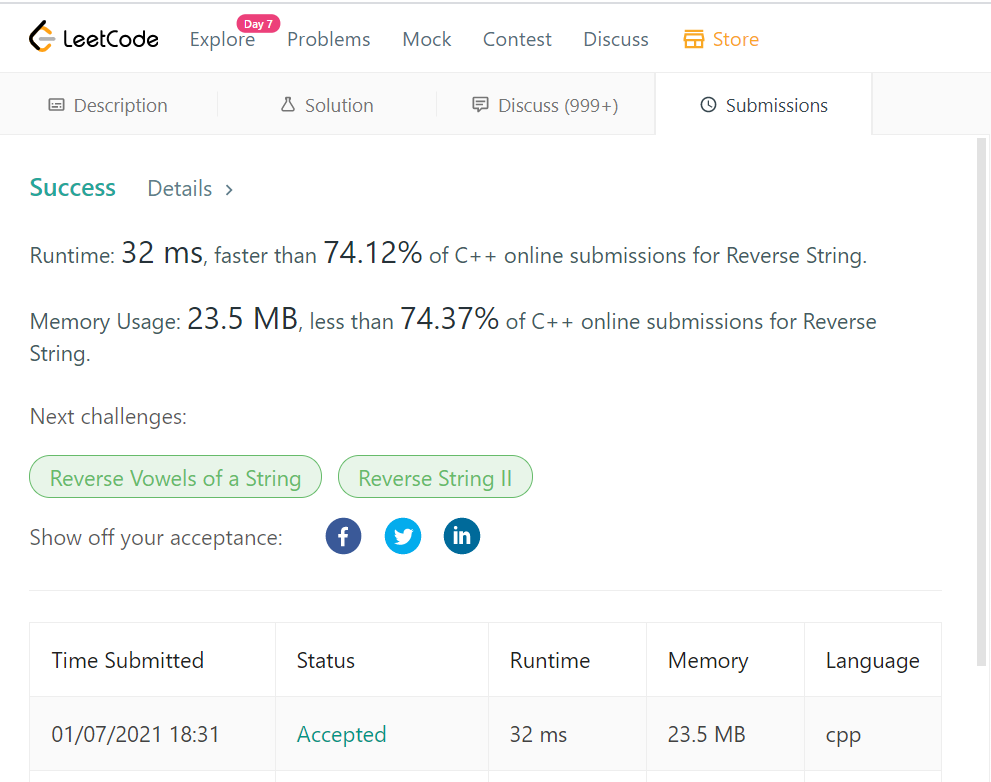 LeetCode Explore Day 7 Problems Mock Contest Discuss Store
Description Solution Discuss (999+) Submissions
Success Details >
Runtime: 32 ms, faster than 74.12% of C++ online submissions for Reverse String.
Memory Usage: 23.5 MB, less than 74.37% of C++ online submissions for Reverse
String.
Next challenges:
Reverse Vowels of a String Reverse String II
Show off your acceptance: f in
Time Submitted Status Runtime Memory Language
01/07/2021 18:31 Accepted 32 ms 23.5 MB cpp